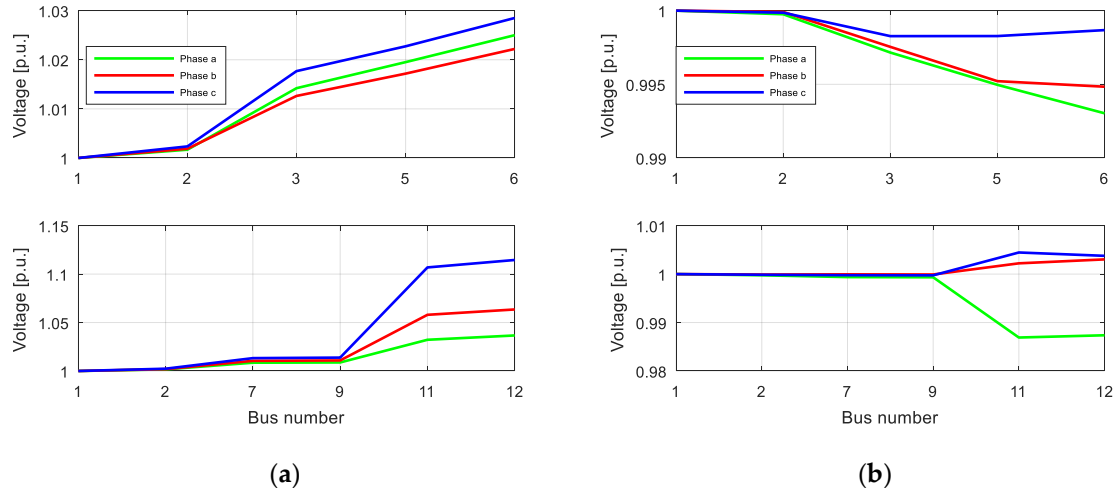 1.03
1.02
1.01
1
Voltage [p.u.]
Phase a
Phase b
Phase c
1 2 3 5 6
1
0.995
0.99
Voltage [p.u.]
Phase a
Phase b
Phase c
1 2 3 5 6
1.15
1.1
1.05
1
Voltage [p.u.]
1 2 7 9 11 12
Bus number
1.01
1
0.99
0.98
Voltage [p.u.]
1 2 7 9 11 12
Bus number
(a)
(b)